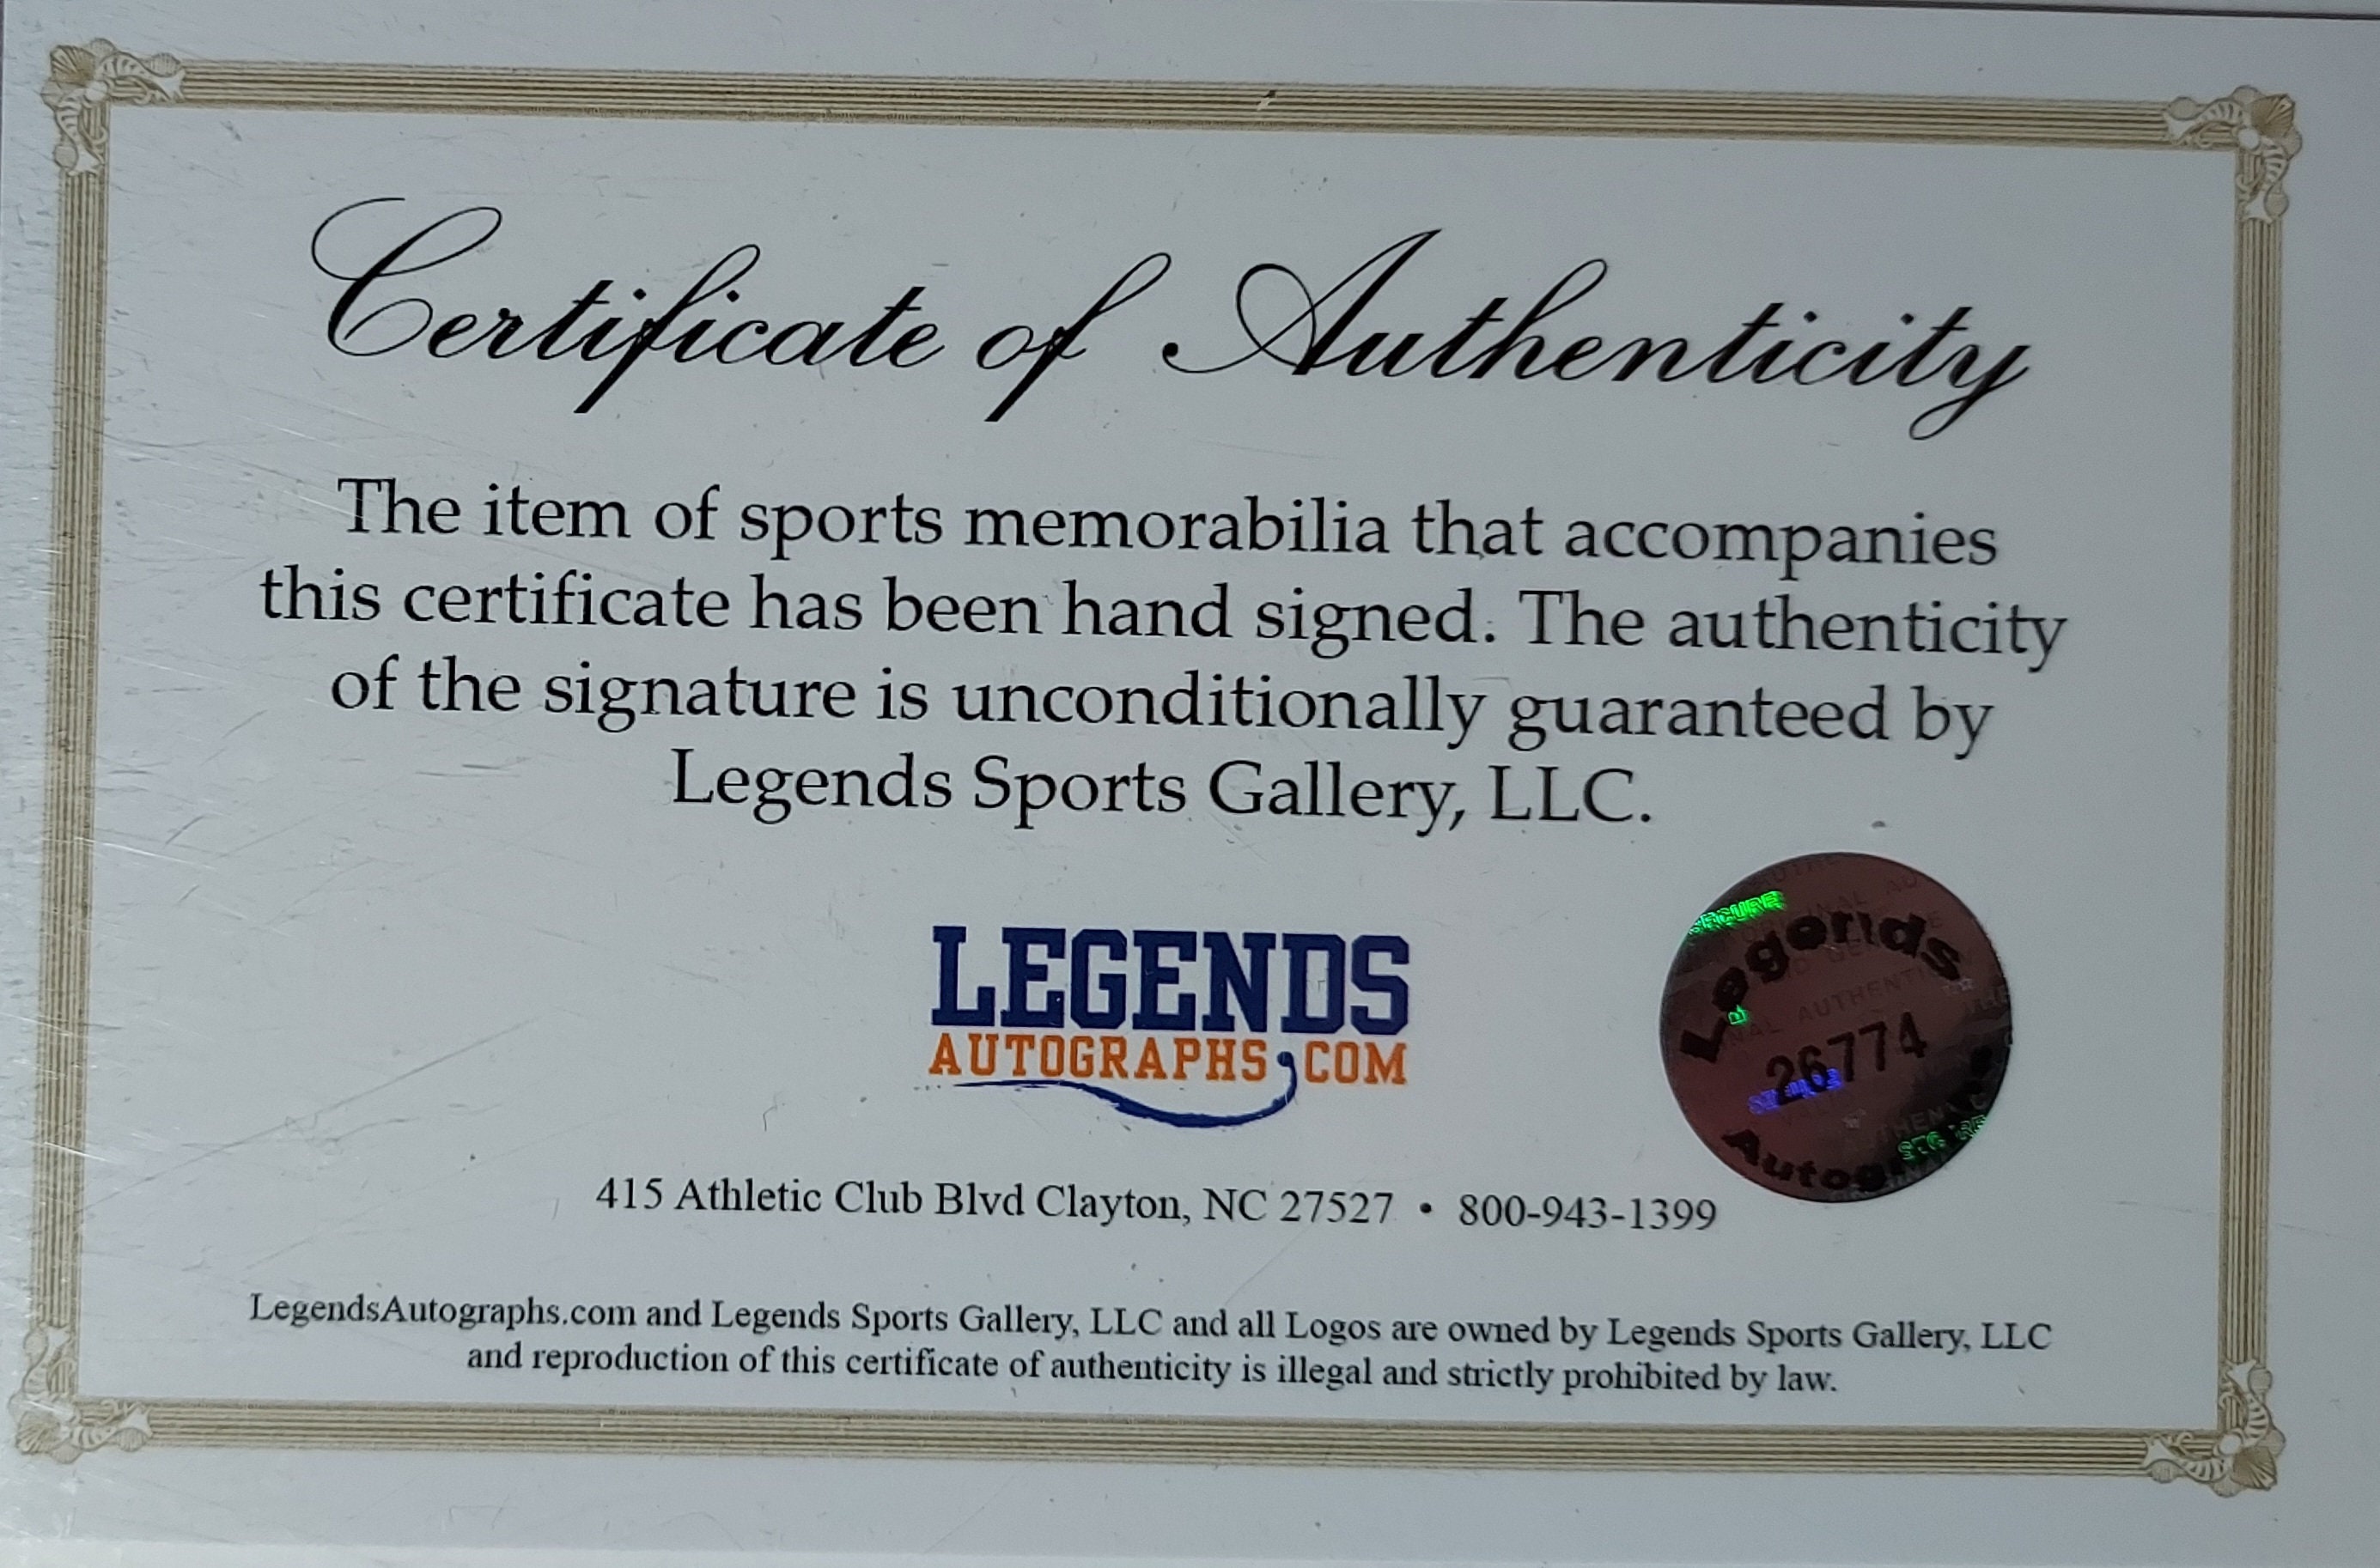 Certificate of Authenticity
The item of sports memorabilia that accompanies
this certificate has been hand signed. The authenticity
of the signature is unconditionally guaranteed by
Legends Sports Gallery, LLC.
LEGENDS
AUTOGRAPHS.COM
Legends
26774
415 Athletic Club Blvd Clayton, NC 27527 • 800-943-1399
LegendsAutographs.com and Legends Sports Gallery, LLC and all Logos are owned by Legends Sports Gallery, LLC
and reproduction of this certificate of authenticity is illegal and strictly prohibited by law.